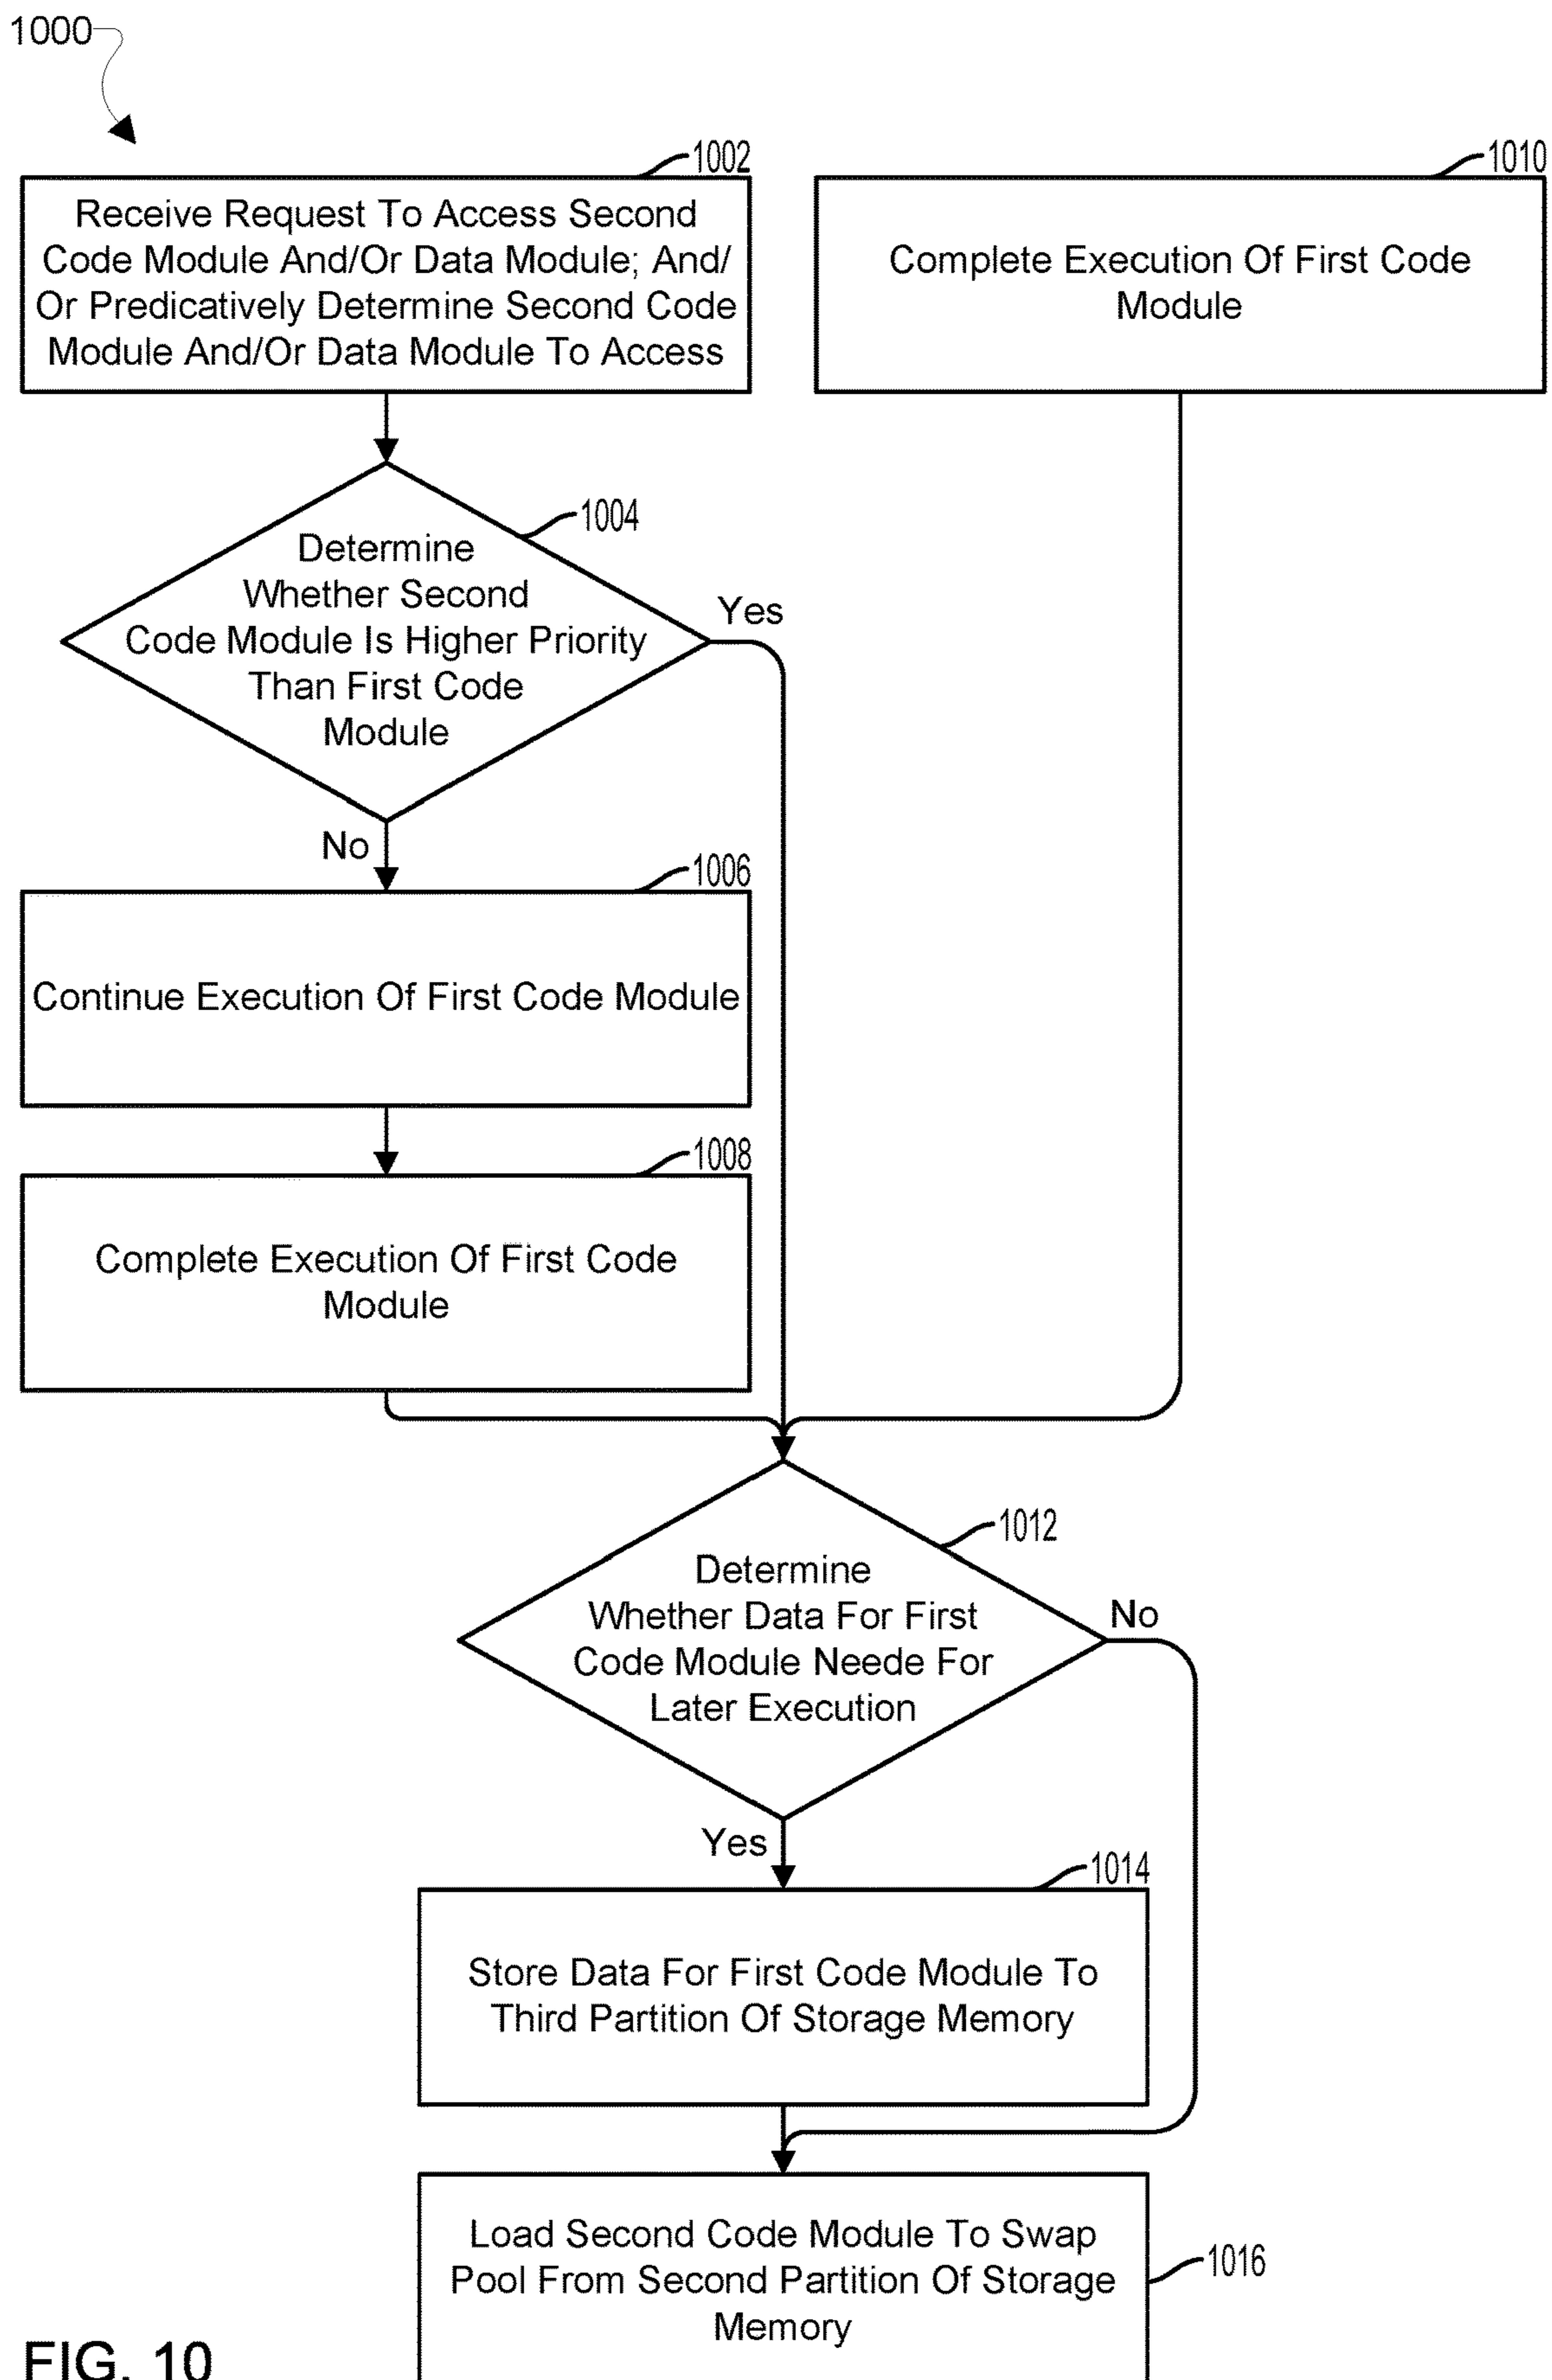 1000
1002
Receive Request To Access Second
Code Module And/Or Data Module; And/
Or Predicatively Determine Second Code
Module And/Or Data Module To Access
1010
Complete Execution Of First Code
Module
1004
Determine
Whether Second
Code Module Is Higher Priority
Than First Code
Module
Yes
No
1006
Continue Execution Of First Code Module
1008
Complete Execution Of First Code
Module
1012
Determine
Whether Data For First
Code Module Neede For
Later Execution
No
Yes
1014
Store Data For First Code Module To
Third Partition Of Storage Memory
Load Second Code Module To Swap
Pool From Second Partition Of Storage
Memory
1016
FIG. 10